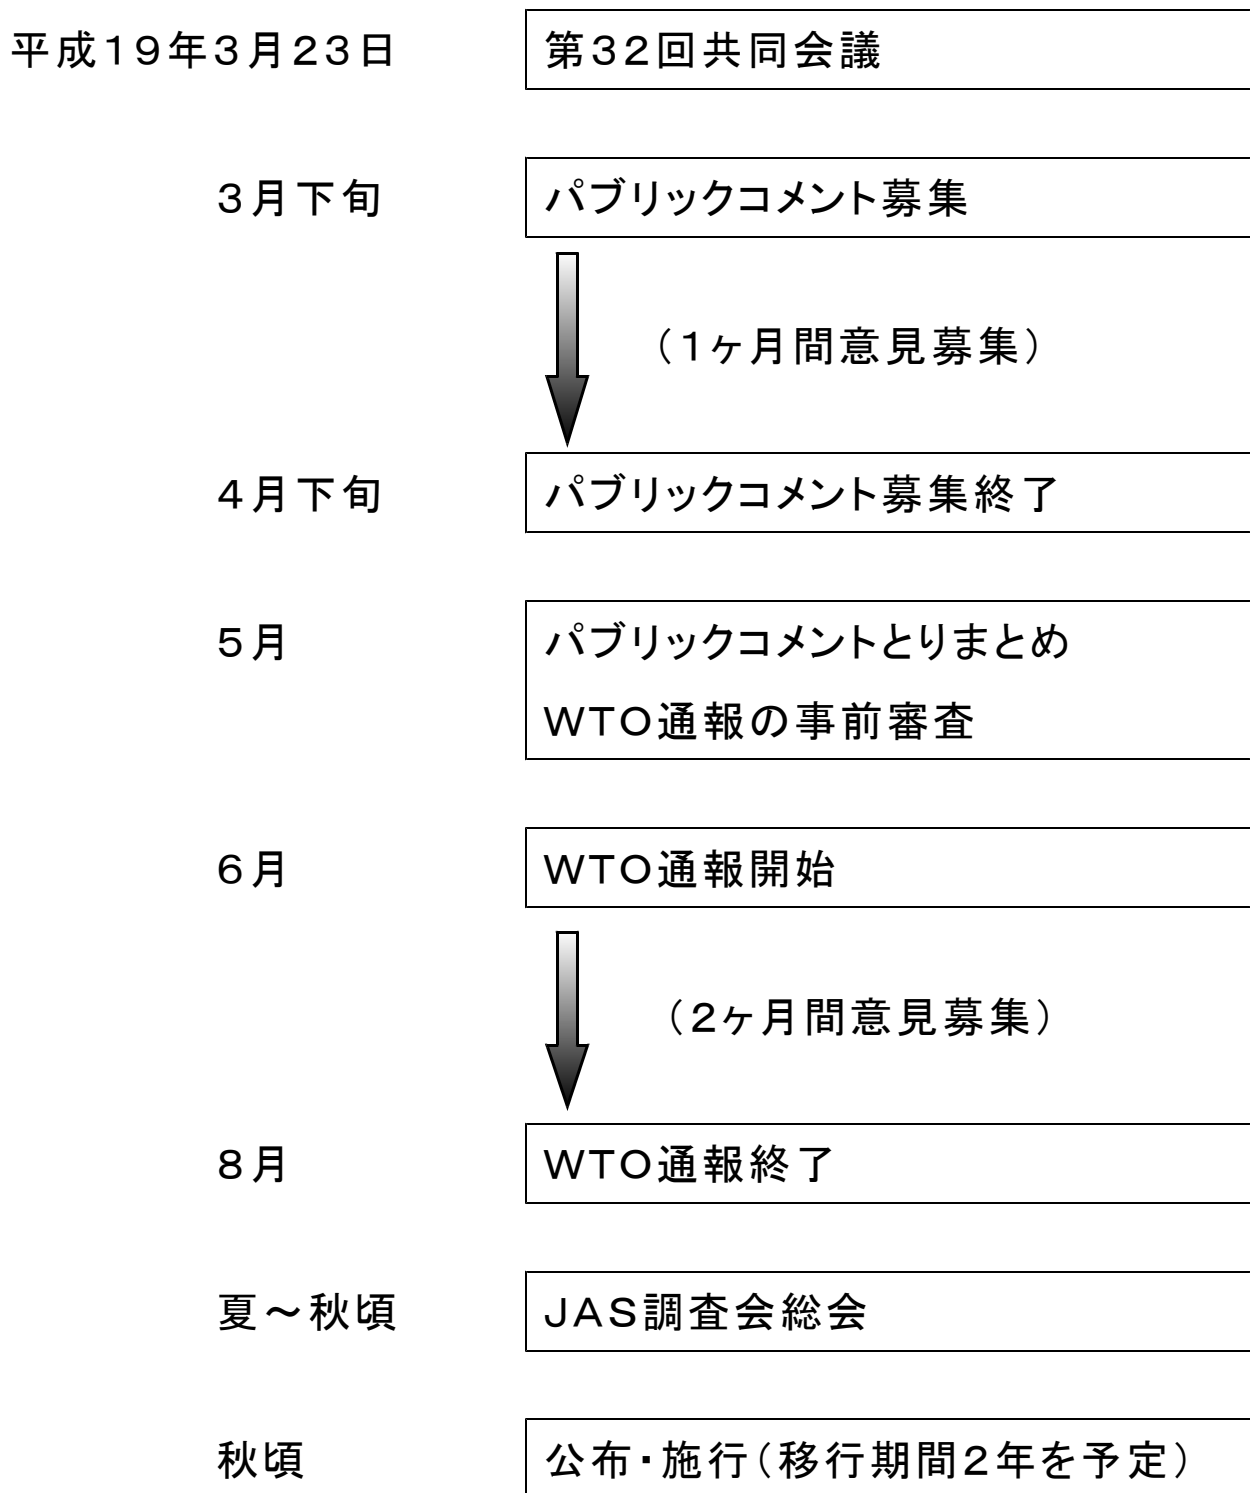 平成19年3月23日 第32回共同会議
3月下旬 パブリックコメント募集
（1ヶ月間意見募集）
4月下旬 パブリックコメント募集終了
5月 パブリックコメントとりまとめ
WTO通報の事前審査
6月 WTO通報開始
（2ヶ月間意見募集）
8月 WTO通報終了
夏～秋頃 JAS調査会総会
秋頃 公布・施行（移行期間2年を予定）